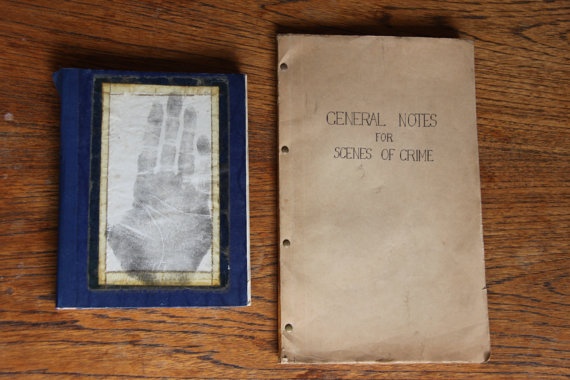 GENERAL NOTES
FOR
SCENES OF CRIME